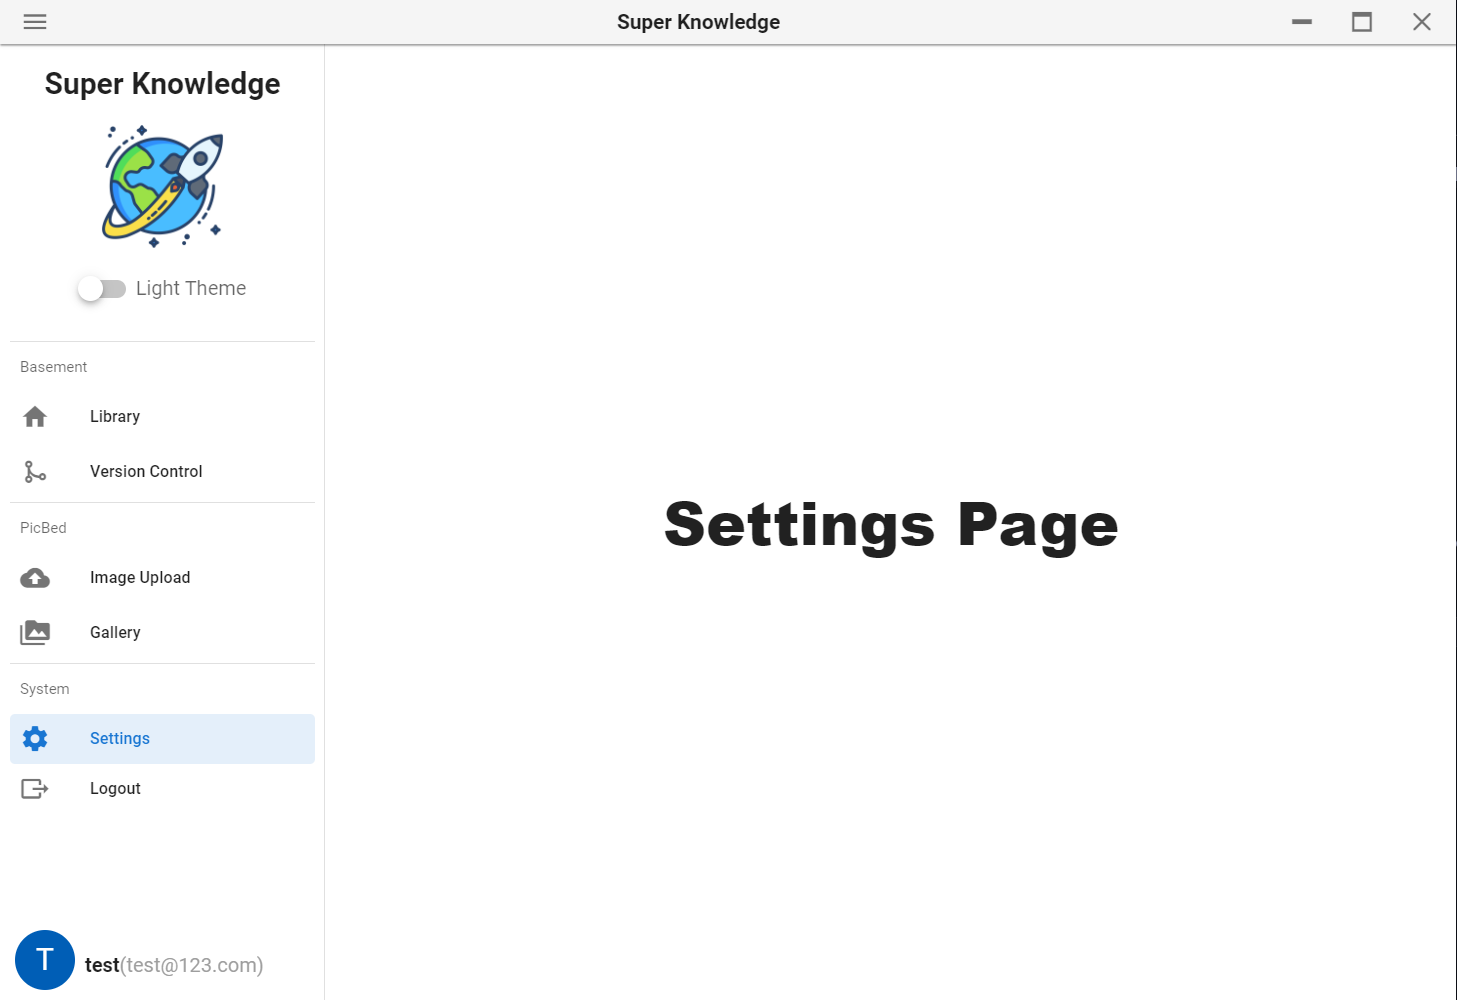 Super Knowledge
Super Knowledge
Light Theme
Basement
Library
Version Control
PicBed
Image Upload
Gallery
System
Settings
Logout
T
test(test@123.com)
Settings Page